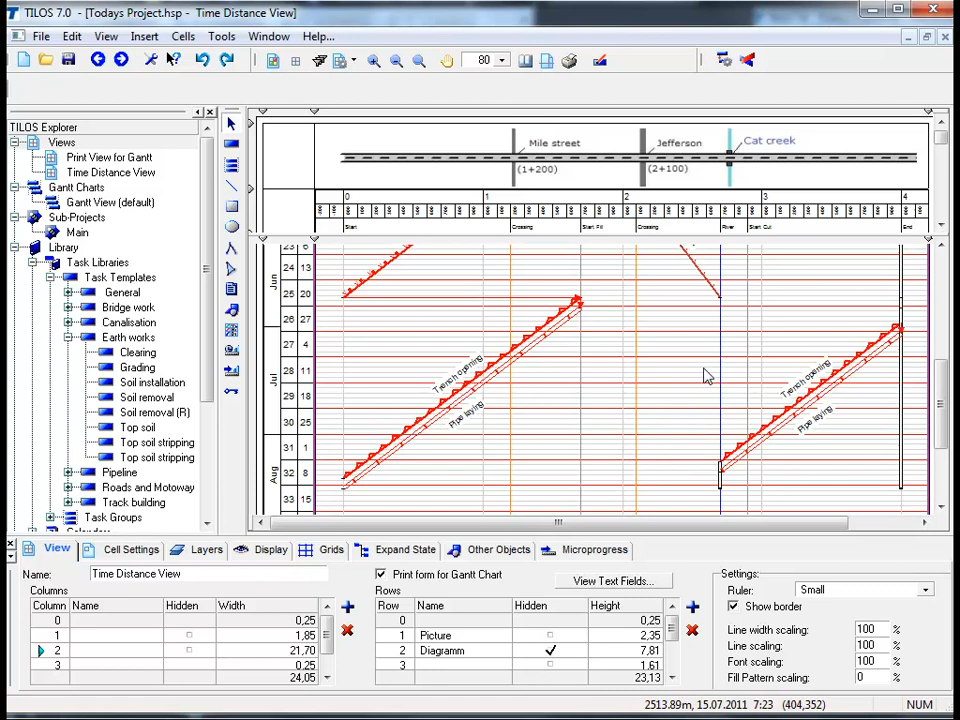 TILOS 7.0 - [Todays Project.hsp - Time Distance View]
File Edit View Insert Cells Tools Window Help...
80
TILOS Explorer
Views
Print View for Gantt
Time Distance View
Gantt Charts
Gantt View (default)
Sub-Projects
Main
Library
Task Libraries
Task Templates
General
Bridge work
Canalisation
Earth works
Clearing
Grading
Soil installation
Soil removal
Soil removal (R)
Top soil
Top soil stripping
Top soil stripping
Pipeline
Roads and Motoway
Track building
Task Groups
Mile street
(1+200)
Jefferson
(2+100)
Cat creek
0 1 2 3 4
Start Crossing Start Fill Crossing River Start Cut End
Jun
23 6
24 13
25 20
26 27
Jul
27 4
28 11
29 18
30 25
Aug
31 1
32 8
33 15
Trench opening
Pipe laying
Trench opening
Pipe laying
View Cell Settings Layers Display Grids Expand State Other Objects Microprogress
Name: Time Distance View
Columns
Column Name Hidden Width
0 0,25
1 1,85
2 21,70
3 0,25
24,05
Print form for Gantt Chart
View Text Fields...
Rows
Row Name Hidden Height
0 0,25
1 Picture 2,35
2 Diagramm 7,81
3 1,61
23,13
Settings:
Ruler: Small
Show border
Line width scaling: 100 %
Line scaling: 100 %
Font scaling: 100 %
Fill Pattern scaling: 0 %
2513.89m, 15.07.2011 7:23 (404,352) NUM